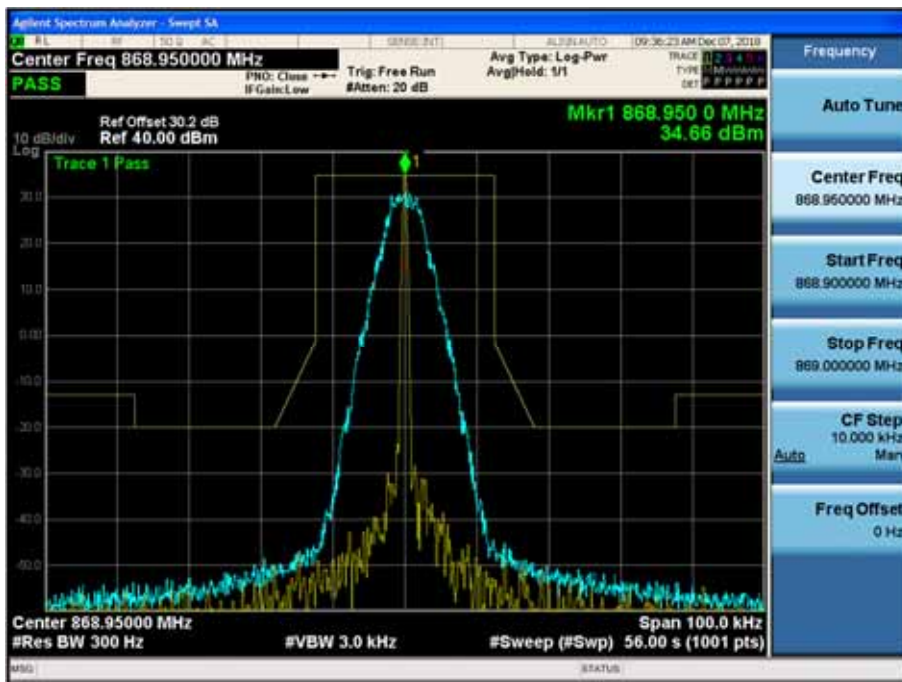 Agilent Spectrum Analyzer - Swept SA
RL RF 50 Ω AC SENSE:INT ALIGN AUTO 09:36:23 AM Dec 07, 2018
Center Freq 868.950000 MHz
PASS
PNO: Close
IFGain:Low
Trig: Free Run
#Atten: 20 dB
Avg Type: Log-Pwr
Avg|Hold: 1/1
TRACE 1 2 3 4 5 6
TYPE
DET P P P P P P
Mkr1 868.950 0 MHz
34.66 dBm
Ref Offset 30.2 dB
10 dB/div Ref 40.00 dBm
Log
Trace 1 Pass
1
30.0
20.0
10.0
0.00
-10.0
-20.0
-30.0
-40.0
-50.0
Center 868.95000 MHz
Span 100.0 kHz
#Res BW 300 Hz
#VBW 3.0 kHz
#Sweep (#Swp) 56.00 s (1001 pts)
MSG
STATUS
Frequency
Auto Tune
Center Freq
868.950000 MHz
Start Freq
868.900000 MHz
Stop Freq
869.000000 MHz
CF Step
10.000 kHz
Auto Man
Freq Offset
0 Hz